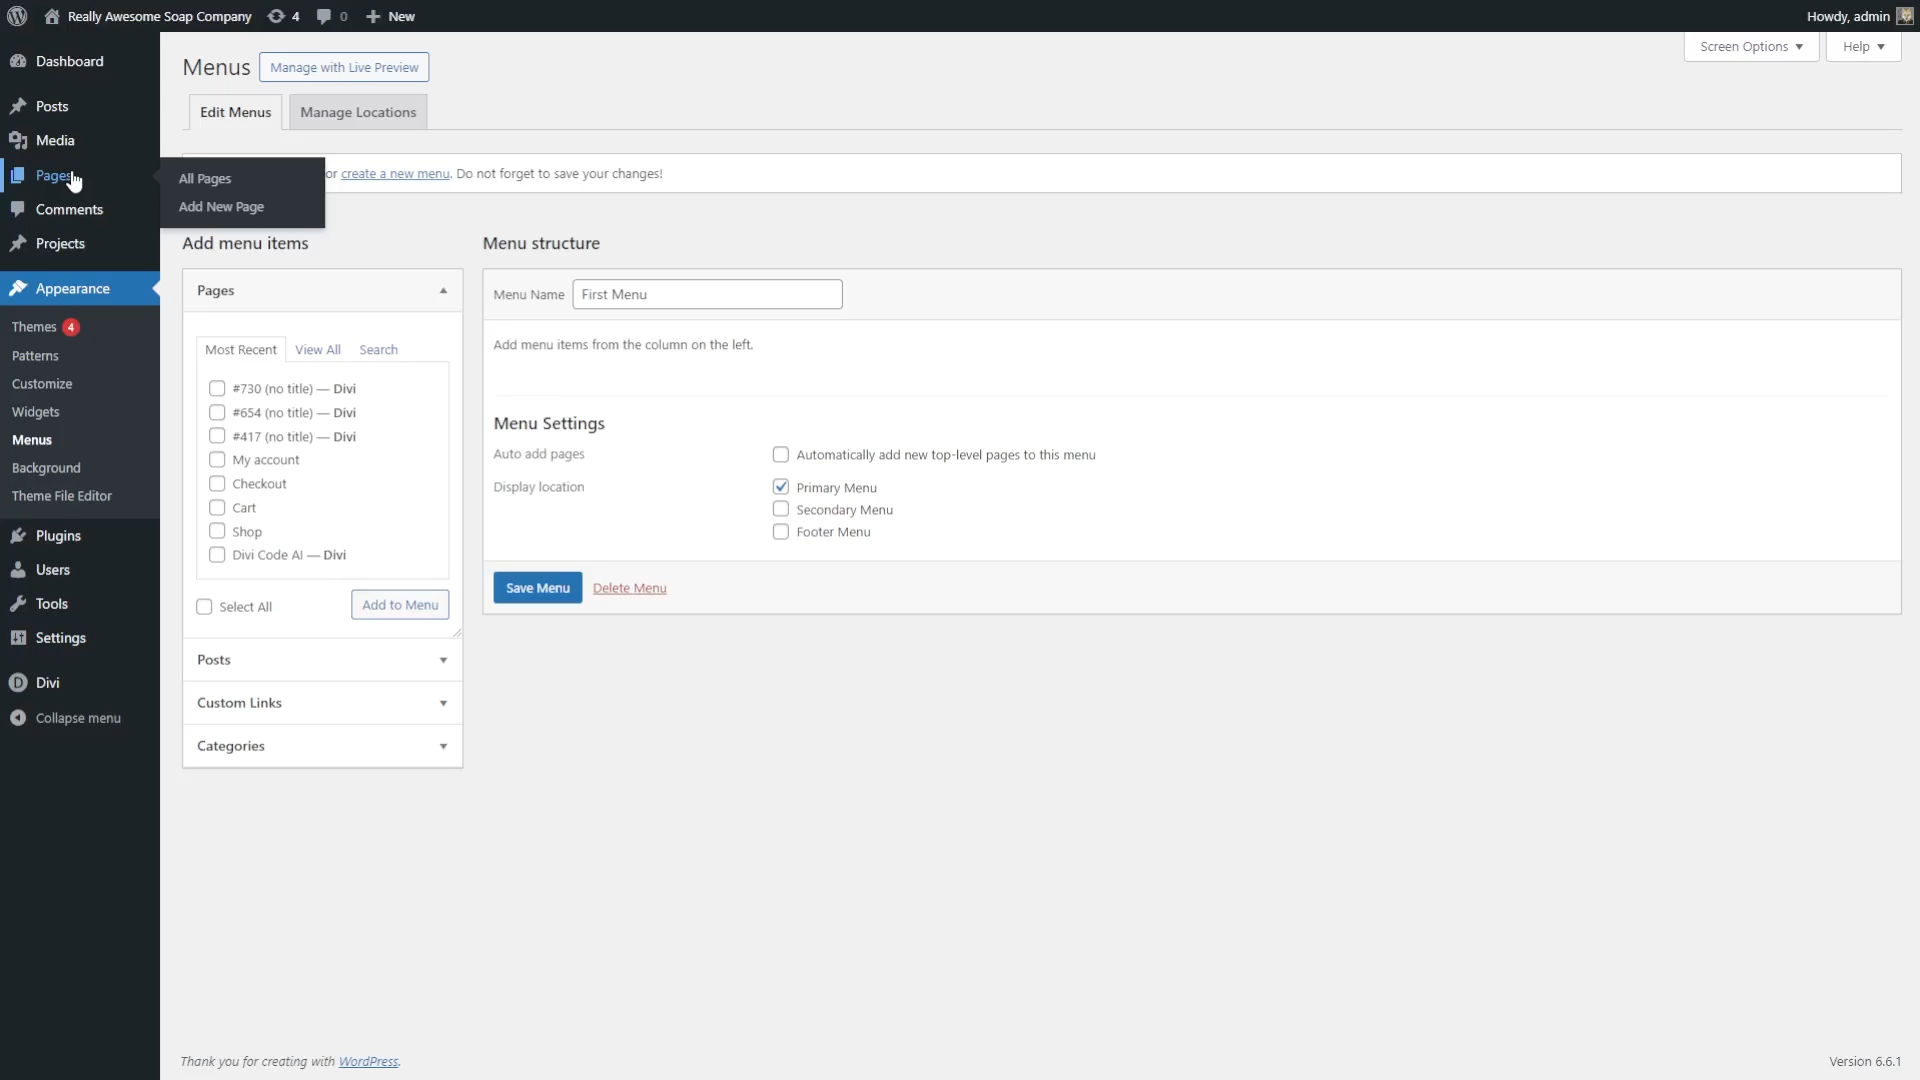 Really Awesome Soap Company 4 0 New Howdy, admin
Screen Options Help
Dashboard
Posts
Media
Pages
All Pages
Add New Page
Comments
Projects
Appearance
Themes 4
Patterns
Customize
Widgets
Menus
Background
Theme File Editor
Plugins
Users
Tools
Settings
Divi
Collapse menu
Menus Manage with Live Preview
Edit Menus Manage Locations
or create a new menu. Do not forget to save your changes!
Add menu items
Pages
Most Recent View All Search
#730 (no title) — Divi
#654 (no title) — Divi
#417 (no title) — Divi
My account
Checkout
Cart
Shop
Divi Code AI — Divi
Select All Add to Menu
Posts
Custom Links
Categories
Menu structure
Menu Name First Menu
Add menu items from the column on the left.
Menu Settings
Auto add pages Automatically add new top-level pages to this menu
Display location Primary Menu
Secondary Menu
Footer Menu
Save Menu Delete Menu
Thank you for creating with WordPress. Version 6.6.1